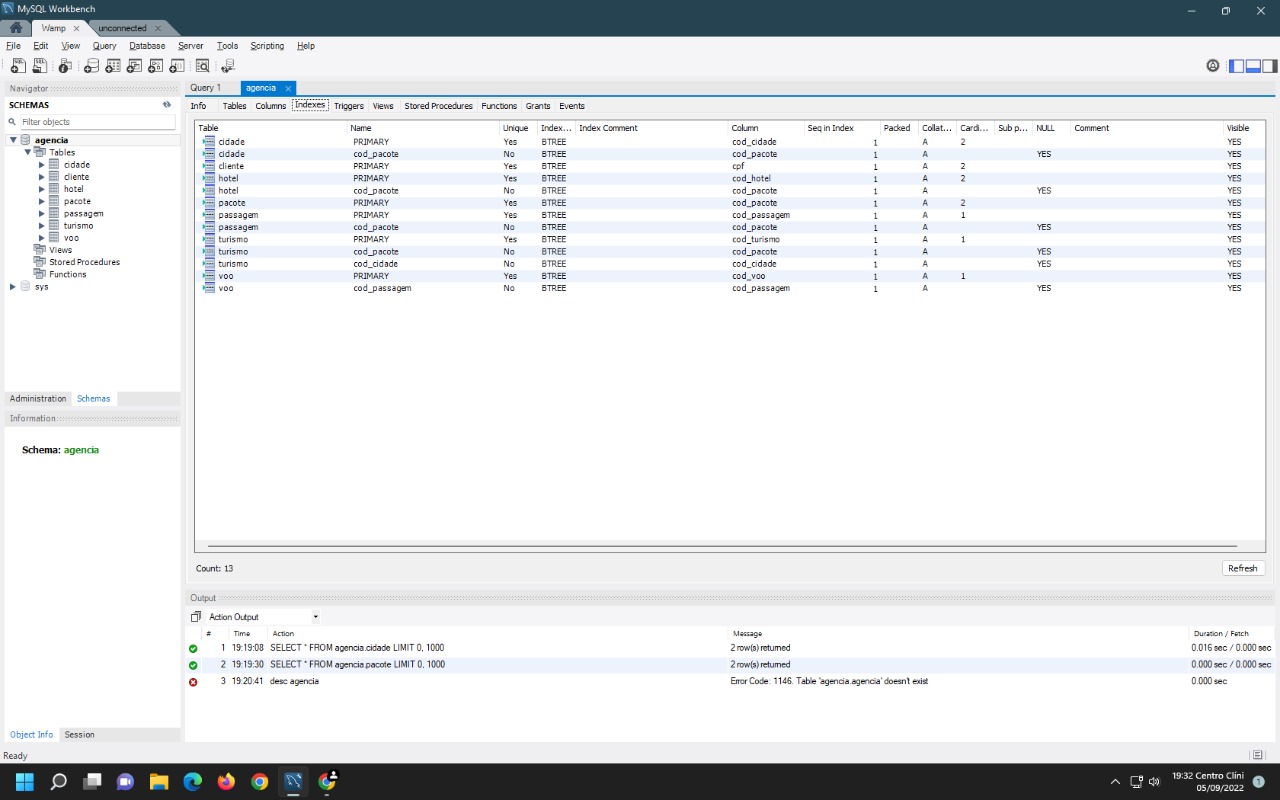 MySQL Workbench
Wamp unconnected
File Edit View Query Database Server Tools Scripting Help
Navigator
SCHEMAS
Filter objects
agencia
Tables
cidade
cliente
hotel
pacote
passagem
turismo
voo
Views
Stored Procedures
Functions
sys
Administration Schemas
Information
Schema: agencia
Object Info Session
Query 1 agencia
Info Tables Columns Indexes Triggers Views Stored Procedures Functions Grants Events
Table Name Unique Index... Index Comment Column Seq in Index Packed Collat... Cardi... Sub p... NULL Comment Visible
cidade PRIMARY Yes BTREE cod_cidade 1 A 2 YES
cidade cod_pacote No BTREE cod_pacote 1 A YES YES
cliente PRIMARY Yes BTREE cpf 1 A 2 YES
hotel PRIMARY Yes BTREE cod_hotel 1 A 2 YES
hotel cod_pacote No BTREE cod_pacote 1 A YES YES
pacote PRIMARY Yes BTREE cod_pacote 1 A 2 YES
passagem PRIMARY Yes BTREE cod_passagem 1 A 1 YES
passagem cod_pacote No BTREE cod_pacote 1 A YES YES
turismo PRIMARY Yes BTREE cod_turismo 1 A 1 YES
turismo cod_pacote No BTREE cod_pacote 1 A YES YES
turismo cod_cidade No BTREE cod_cidade 1 A YES YES
voo PRIMARY Yes BTREE cod_voo 1 A 1 YES
voo cod_passagem No BTREE cod_passagem 1 A YES YES
Count: 13 Refresh
Output
Action Output
# Time Action Message Duration / Fetch
1 19:19:08 SELECT * FROM agencia.cidade LIMIT 0, 1000 2 row(s) returned 0.016 sec / 0.000 sec
2 19:19:30 SELECT * FROM agencia.pacote LIMIT 0, 1000 2 row(s) returned 0.000 sec / 0.000 sec
3 19:20:41 desc agencia Error Code: 1146. Table 'agencia.agencia' doesn't exist 0.000 sec
Ready
19:32 Centro Clíni
05/09/2022
1